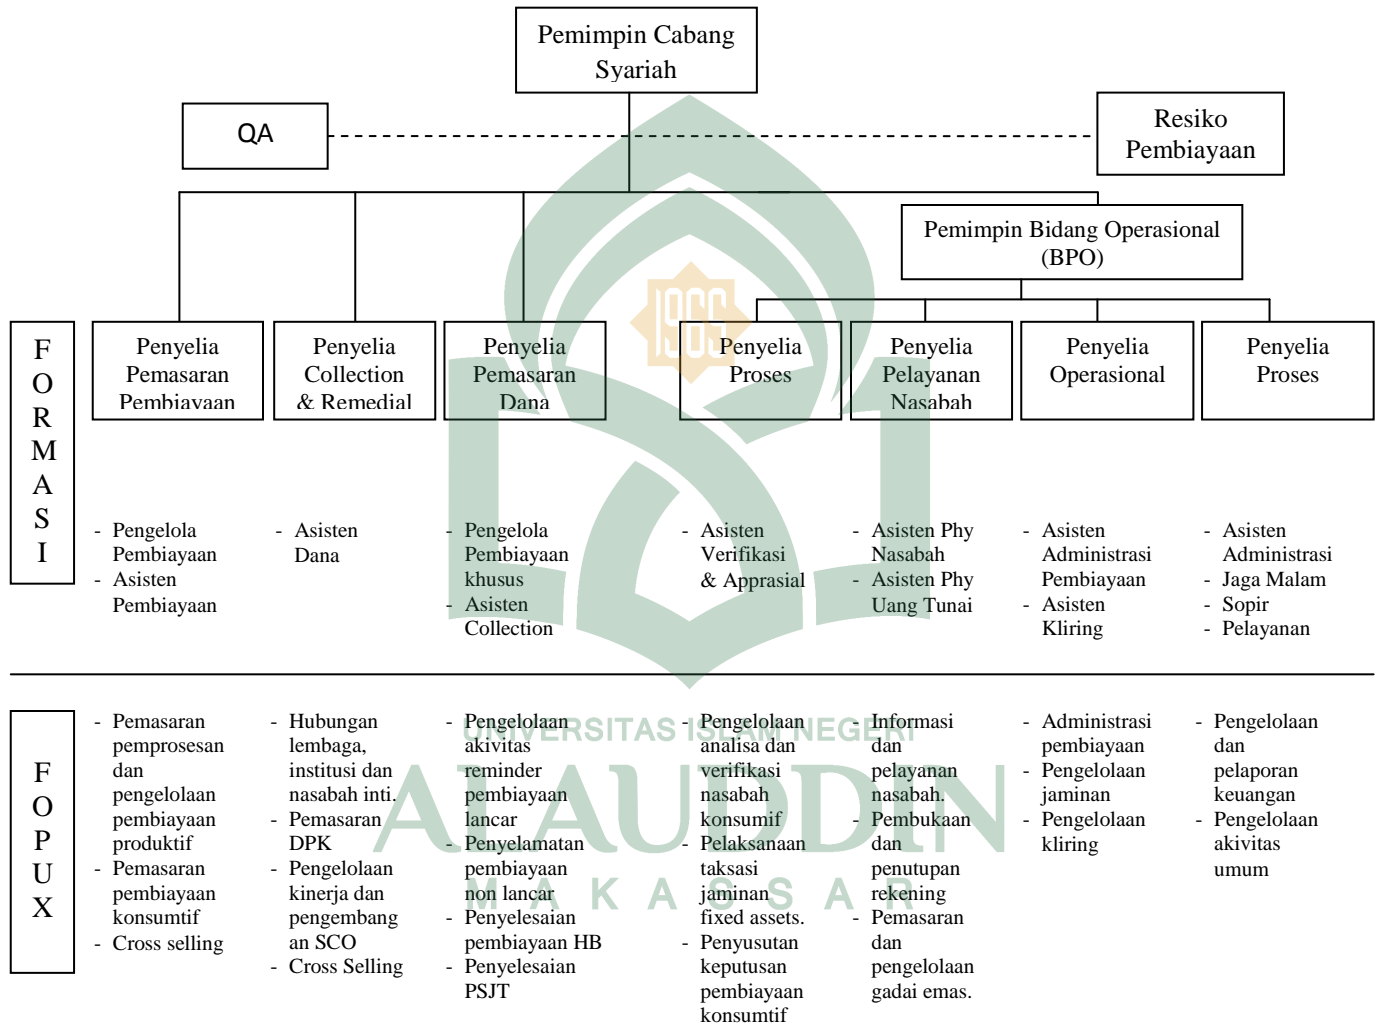 Pemimpin Cabang
Syariah
QA
Resiko
Pembiayaan
Pemimpin Bidang Operasional
(BPO)
1965
F
O
R
M
A
S
I
Penyelia
Pemasaran
Pembiayaan
Penyelia
Collection
& Remedial
Penyelia
Pemasaran
Dana
Penyelia
Proses
Penyelia
Pelayanan
Nasabah
Penyelia
Operasional
Penyelia
Proses
- Pengelola
Pembiayaan
- Asisten
Pembiayaan
- Asisten
Dana
- Pengelola
Pembiayaan
khusus
- Asisten
Collection
- Asisten
Verifikasi
& Apprasial
- Asisten Phy
Nasabah
- Asisten Phy
Uang Tunai
- Asisten
Administrasi
Pembiayaan
- Asisten
Kliring
- Asisten
Administrasi
- Jaga Malam
- Sopir
- Pelayanan
F
O
P
U
X
- Pemasaran
pemprosesan
dan
pengelolaan
pembiayaan
produktif
- Pemasaran
pembiayaan
konsumtif
- Cross selling
- Hubungan
lembaga,
institusi dan
nasabah inti.
- Pemasaran
DPK
- Pengelolaan
kinerja dan
pengembang
an SCO
- Cross Selling
- Pengelolaan
akivitas
reminder
pembiayaan
lancar
- Penyelamatan
pembiayaan
non lancar
- Penyelesaian
pembiayaan HB
- Penyelesaian
PSJT
- Pengelolaan
analisa dan
verifikasi
nasabah
konsumif
- Pelaksanaan
taksasi
jaminan
fixed assets.
- Penyusutan
keputusan
pembiayaan
konsumtif
- Informasi
dan
pelayanan
nasabah.
- Pembukaan
dan
penutupan
rekening
- Pemasaran
dan
pengelolaan
gadai emas.
- Administrasi
pembiayaan
- Pengelolaan
jaminan
- Pengelolaan
kliring
- Pengelolaan
dan
pelaporan
keuangan
- Pengelolaan
akivitas
umum
UNIVERSITAS ISLAM NEGERI
ALAUDDIN
MAKASSAR